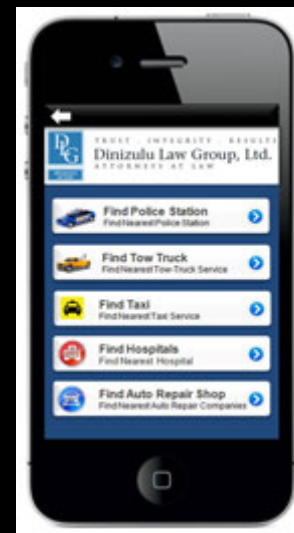 DLG
TRUST . INTEGRITY . RESULTS
Dinizulu Law Group, Ltd.
ATTORNEYS AT LAW
Find Police Station
Find Nearest Police Station
Find Tow Truck
Find Nearest Tow-Truck Service
Find Taxi
Find Nearest Taxi Service
Find Hospitals
Find Nearest Hospital
Find Auto Repair Shop
Find Nearest Auto Repair Companies